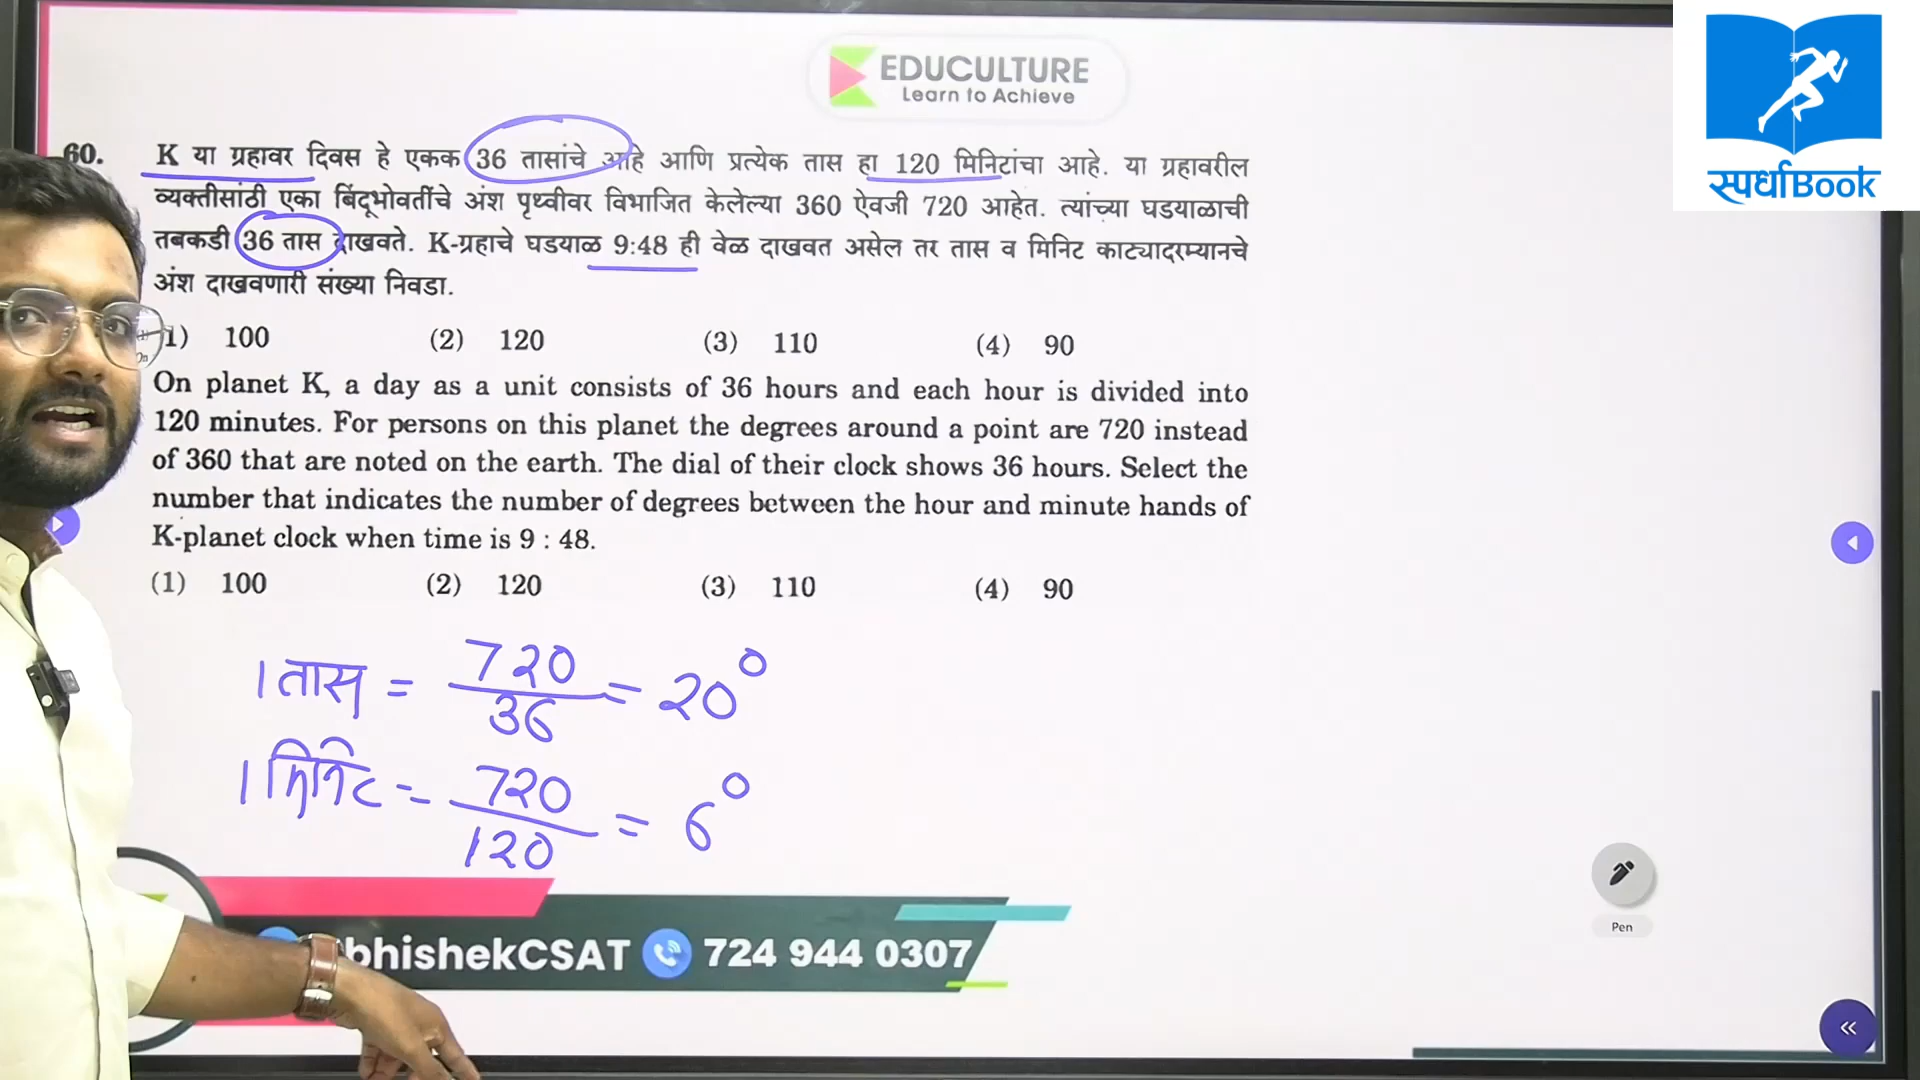 EDUCULTURE
Learn to Achieve
स्पर्धाBook
60. K या ग्रहावर दिवस हे एकक 36 तासांचे आहे आणि प्रत्येक तास हा 120 मिनिटांचा आहे. या ग्रहावरील
व्यक्तीसाठी एका बिंदूभोवतींचे अंश पृथ्वीवर विभाजित केलेल्या 360 ऐवजी 720 आहेत. त्यांच्या घडयाळाची
तबकडी 36 तास दाखवते. K-ग्रहाचे घडयाळ 9:48 ही वेळ दाखवत असेल तर तास व मिनिट काट्यादरम्यानचे
अंश दाखवणारी संख्या निवडा.
1) 100 (2) 120 (3) 110 (4) 90
On planet K, a day as a unit consists of 36 hours and each hour is divided into
120 minutes. For persons on this planet the degrees around a point are 720 instead
of 360 that are noted on the earth. The dial of their clock shows 36 hours. Select the
number that indicates the number of degrees between the hour and minute hands of
K-planet clock when time is 9 : 48.
(1) 100 (2) 120 (3) 110 (4) 90
1 तास = 720/36 = 20°
1 मिनिट = 720/120 = 6°
bhishekCSAT 724 944 0307
Pen